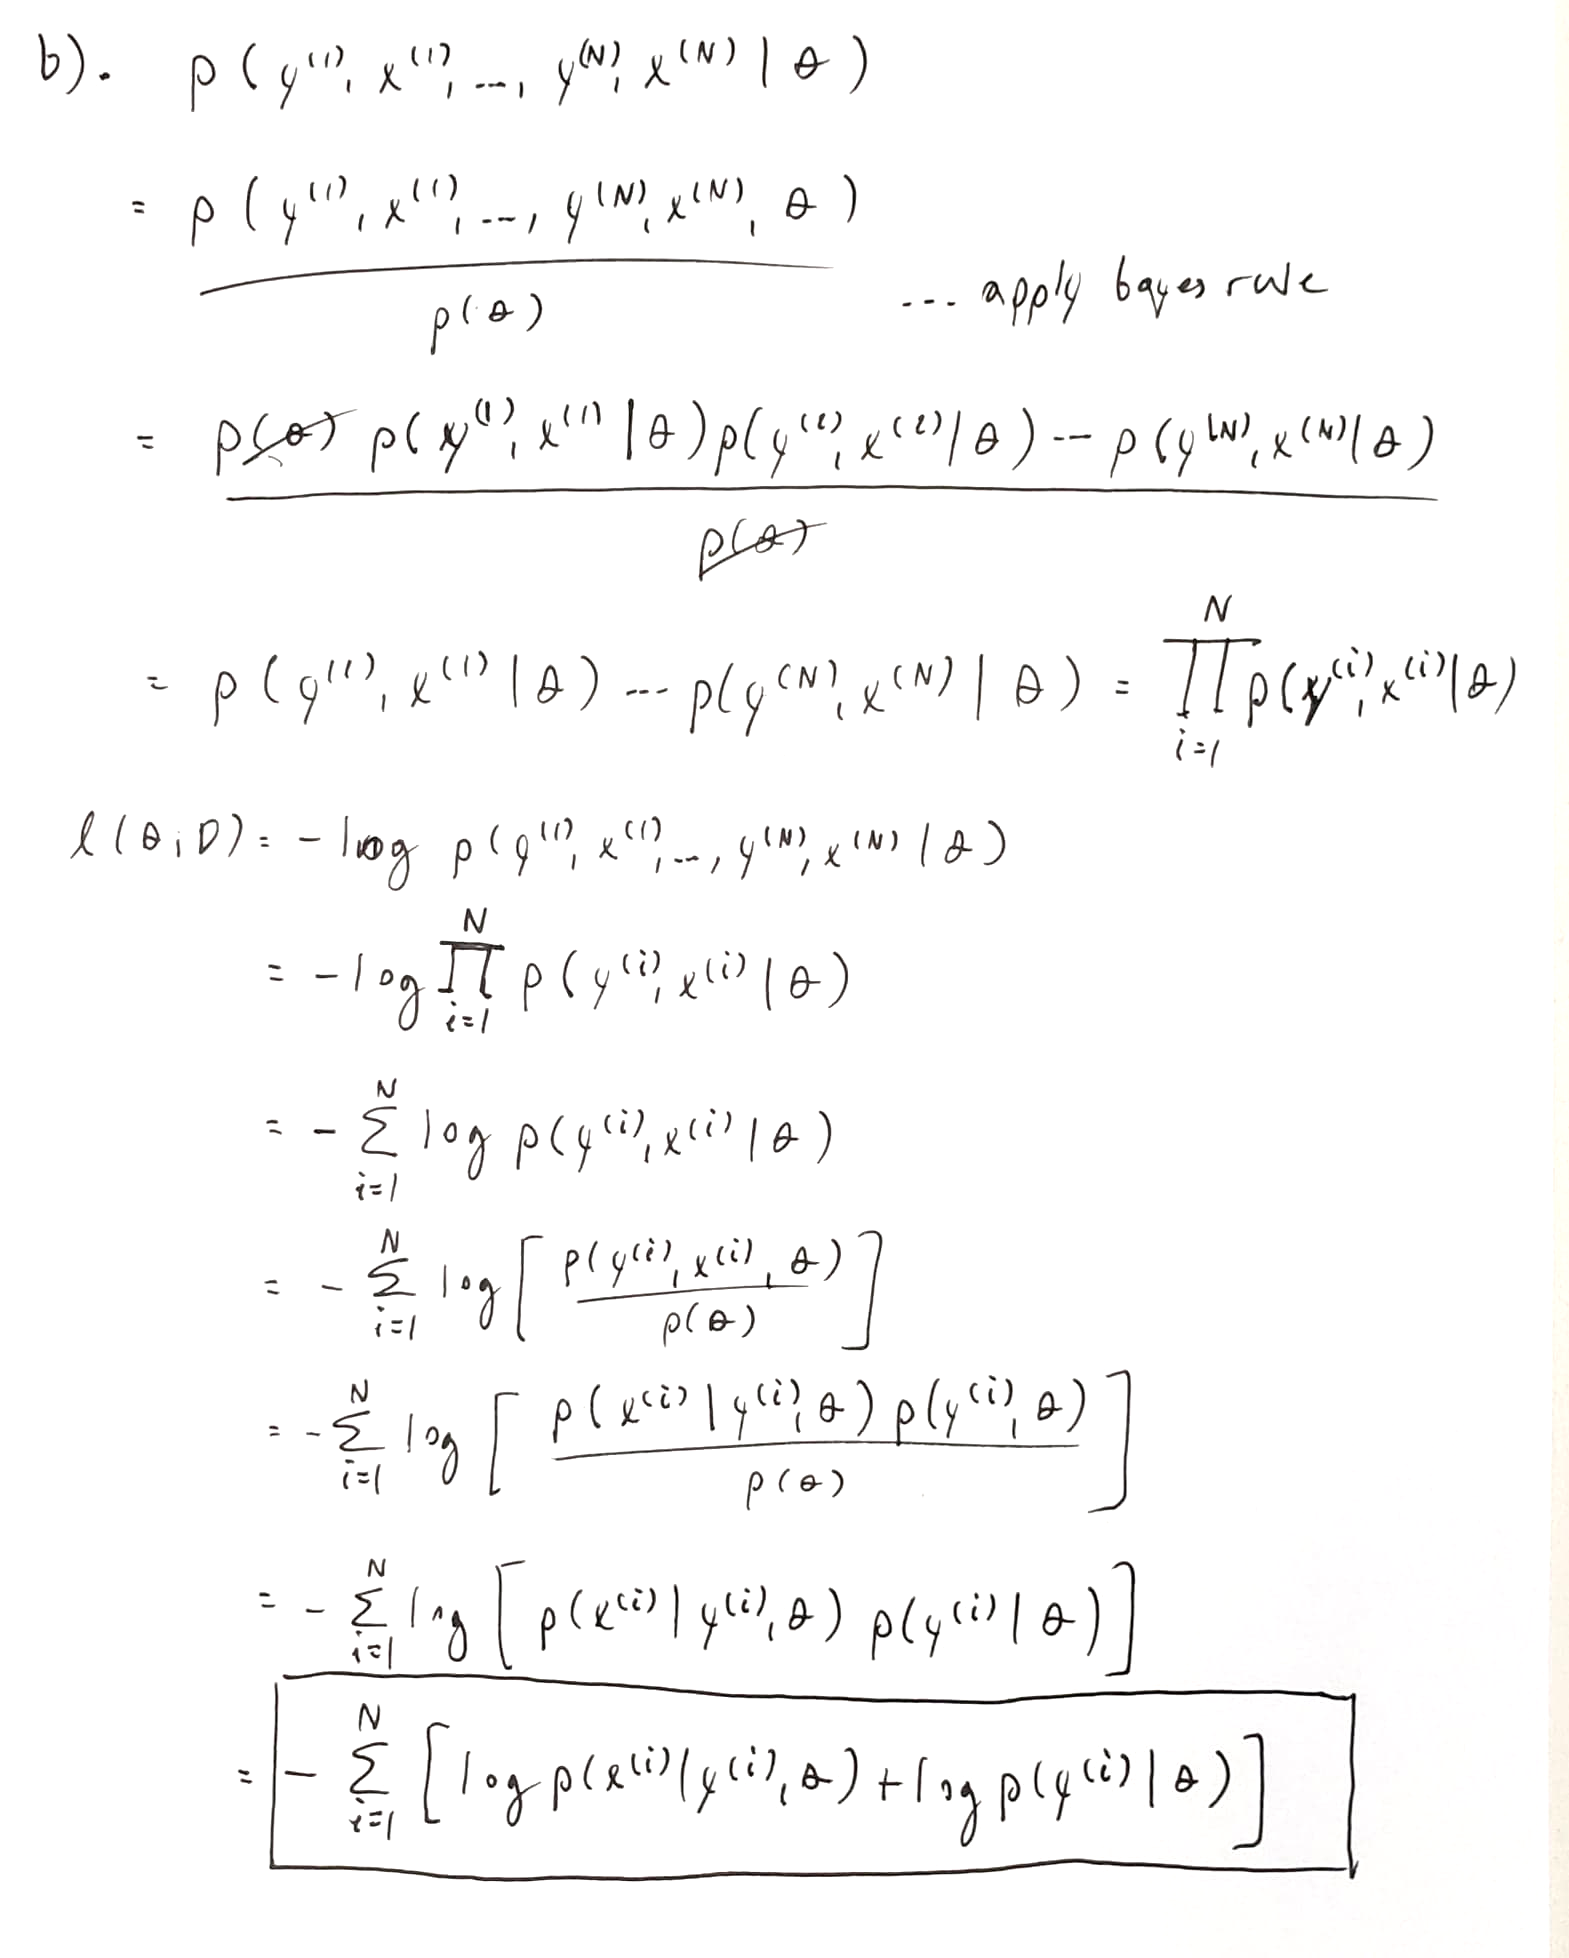 b). p(y⁽¹⁾, x⁽¹⁾, ..., y⁽ᴺ⁾, x⁽ᴺ⁾ | θ)
= p(y⁽¹⁾, x⁽¹⁾, ..., y⁽ᴺ⁾, x⁽ᴺ⁾, θ) / p(θ) ... apply bayes rule
= p(θ) p(y⁽¹⁾, x⁽¹⁾ | θ) p(y⁽²⁾, x⁽²⁾ | θ) ... p(y⁽ᴺ⁾, x⁽ᴺ⁾ | θ) / p(θ)
= p(y⁽¹⁾, x⁽¹⁾ | θ) ... p(y⁽ᴺ⁾, x⁽ᴺ⁾ | θ) = ∏_{i=1}^{N} p(y⁽ⁱ⁾, x⁽ⁱ⁾ | θ)
l(θ; D) = - log p(y⁽¹⁾, x⁽¹⁾, ..., y⁽ᴺ⁾, x⁽ᴺ⁾ | θ)
= - log ∏_{i=1}^{N} p(y⁽ⁱ⁾, x⁽ⁱ⁾ | θ)
= - Σ_{i=1}^{N} log p(y⁽ⁱ⁾, x⁽ⁱ⁾ | θ)
= - Σ_{i=1}^{N} log [ p(y⁽ⁱ⁾, x⁽ⁱ⁾, θ) / p(θ) ]
= - Σ_{i=1}^{N} log [ p(x⁽ⁱ⁾ | y⁽ⁱ⁾, θ) p(y⁽ⁱ⁾, θ) / p(θ) ]
= - Σ_{i=1}^{N} log [ p(x⁽ⁱ⁾ | y⁽ⁱ⁾, θ) p(y⁽ⁱ⁾ | θ) ]
= - Σ_{i=1}^{N} [ log p(x⁽ⁱ⁾ | y⁽ⁱ⁾, θ) + log p(y⁽ⁱ⁾ | θ) ]